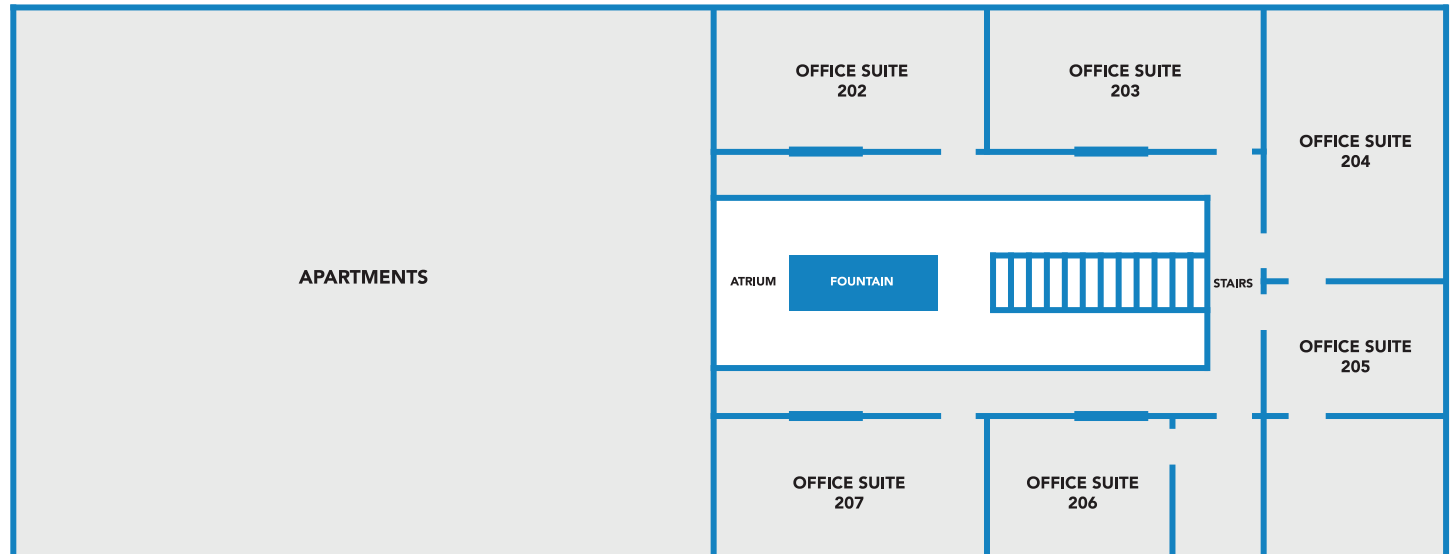 OFFICE SUITE
202
OFFICE SUITE
203
OFFICE SUITE
204
APARTMENTS
ATRIUM
FOUNTAIN
STAIRS
OFFICE SUITE
205
OFFICE SUITE
207
OFFICE SUITE
206